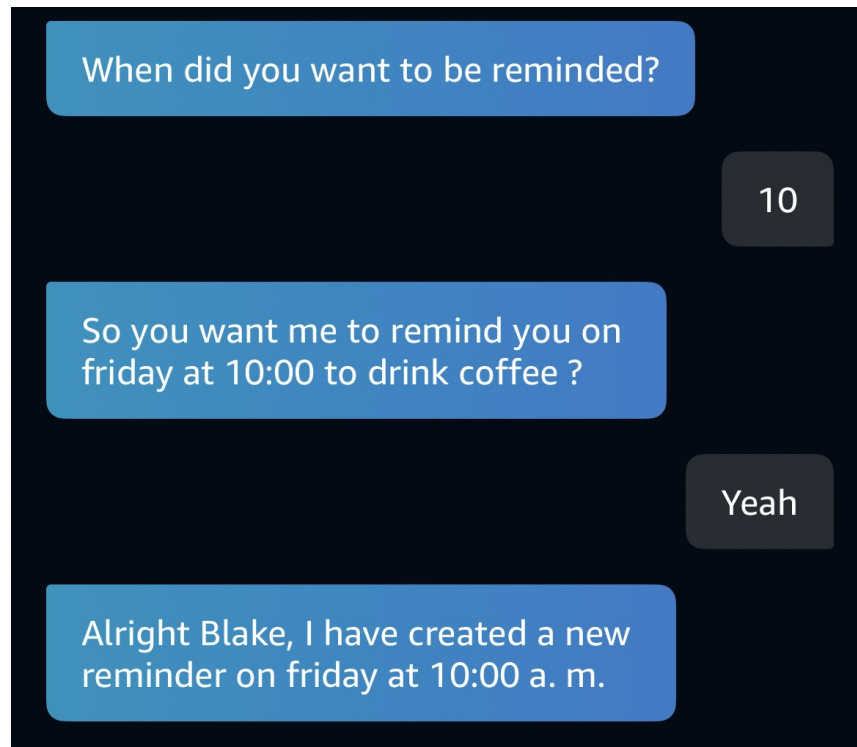 When did you want to be reminded?
10
So you want me to remind you on
friday at 10:00 to drink coffee ?
Yeah
Alright Blake, I have created a new
reminder on friday at 10:00 a. m.